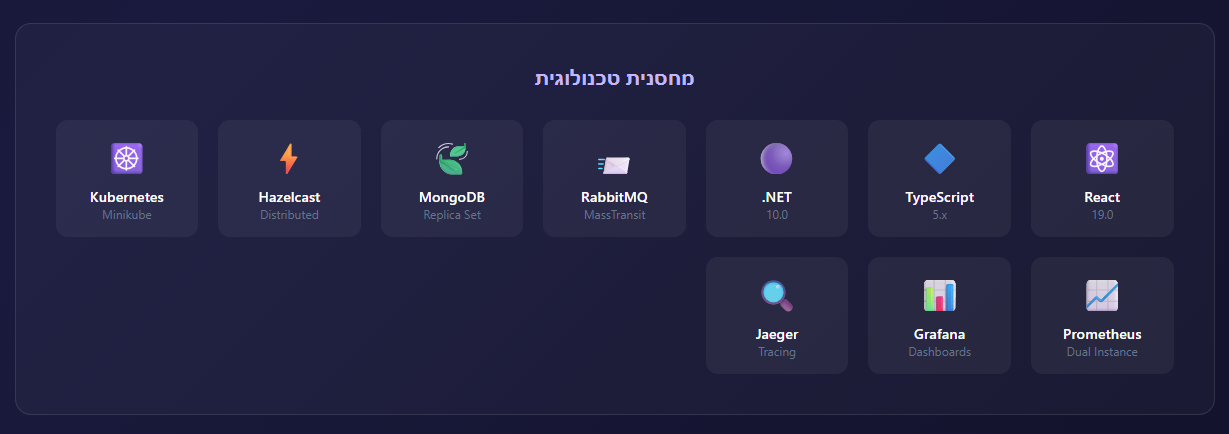 מחסנית טכנולוגית
React
19.0
TypeScript
5.x
.NET
10.0
RabbitMQ
MassTransit
MongoDB
Replica Set
Hazelcast
Distributed
Kubernetes
Minikube
Prometheus
Dual Instance
Grafana
Dashboards
Jaeger
Tracing